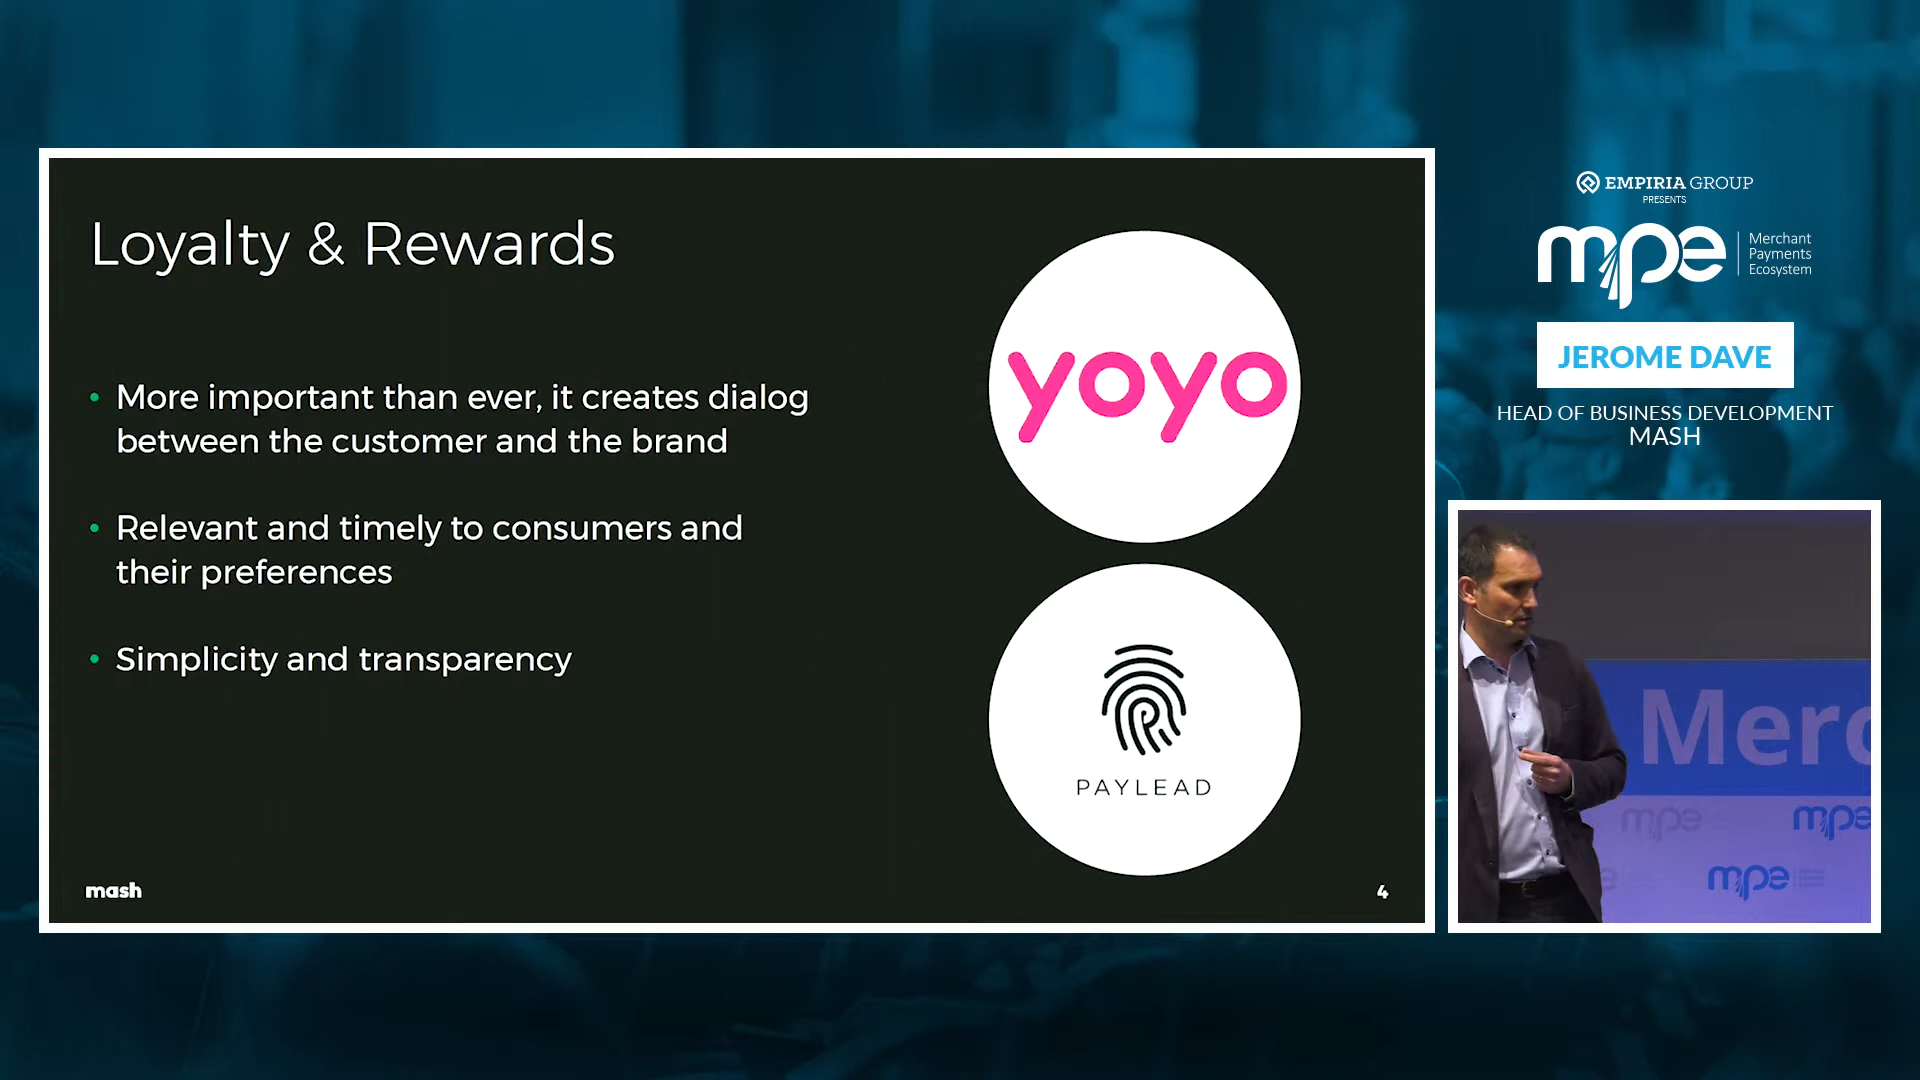 Loyalty & Rewards
• More important than ever, it creates dialog
between the customer and the brand
• Relevant and timely to consumers and
their preferences
• Simplicity and transparency
yoyo
PAYLEAD
mash
4
EMPIRIA GROUP
PRESENTS
mpe
Merchant
Payments
Ecosystem
JEROME DAVE
HEAD OF BUSINESS DEVELOPMENT
MASH
Merc
mpe
mpe
mpe